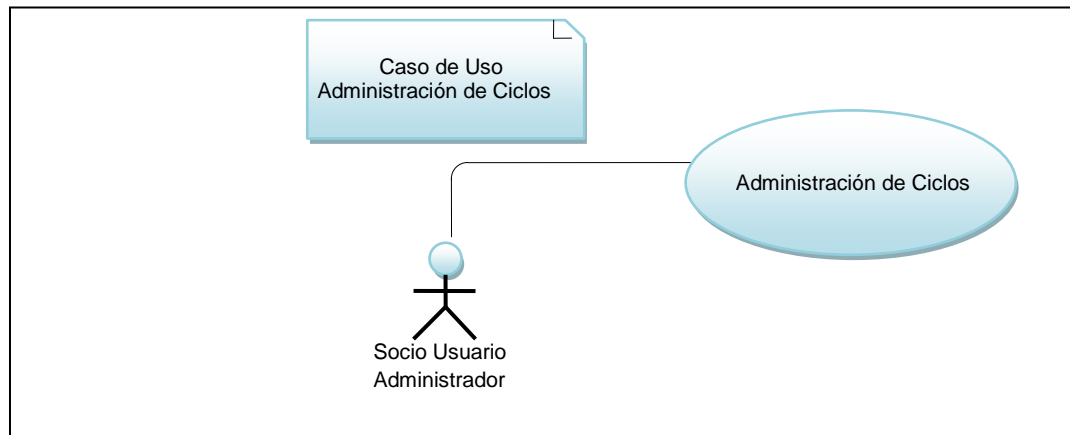 Caso de Uso
Administración de Ciclos
Administración de Ciclos
Socio Usuario
Administrador